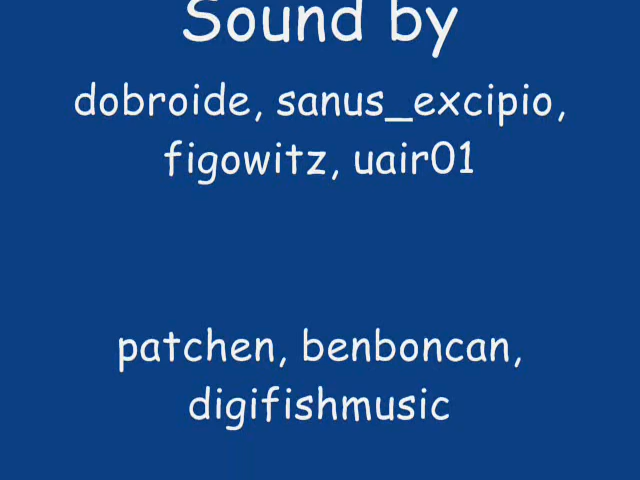 Sound by
dobroide, sanus_excipio,
figowitz, uair01
patchen, benboncan,
digifishmusic